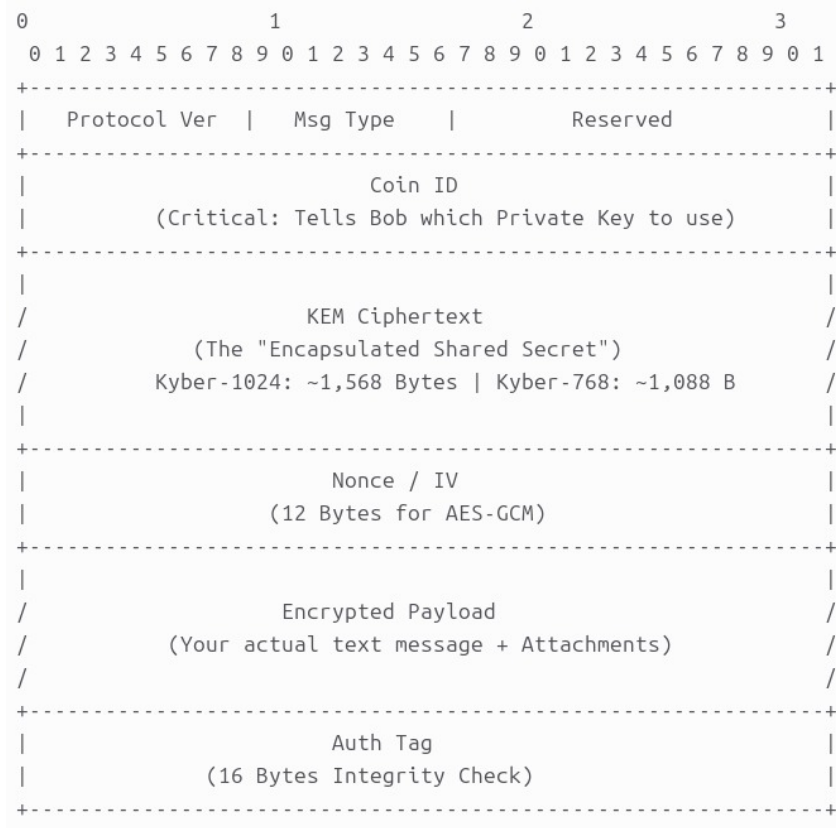 0 1 2 3
0 1 2 3 4 5 6 7 8 9 0 1 2 3 4 5 6 7 8 9 0 1 2 3 4 5 6 7 8 9 0 1
| Protocol Ver | Msg Type | Reserved |
| Coin ID |
| (Critical: Tells Bob which Private Key to use) |
/ KEM Ciphertext /
/ (The "Encapsulated Shared Secret") /
/ Kyber-1024: ~1,568 Bytes | Kyber-768: ~1,088 B /
| Nonce / IV |
| (12 Bytes for AES-GCM) |
/ Encrypted Payload /
/ (Your actual text message + Attachments) /
| Auth Tag |
| (16 Bytes Integrity Check) |